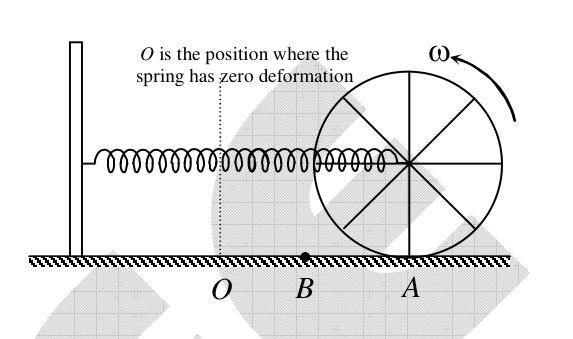 O is the position where the
spring has zero deformation
ω
O B A